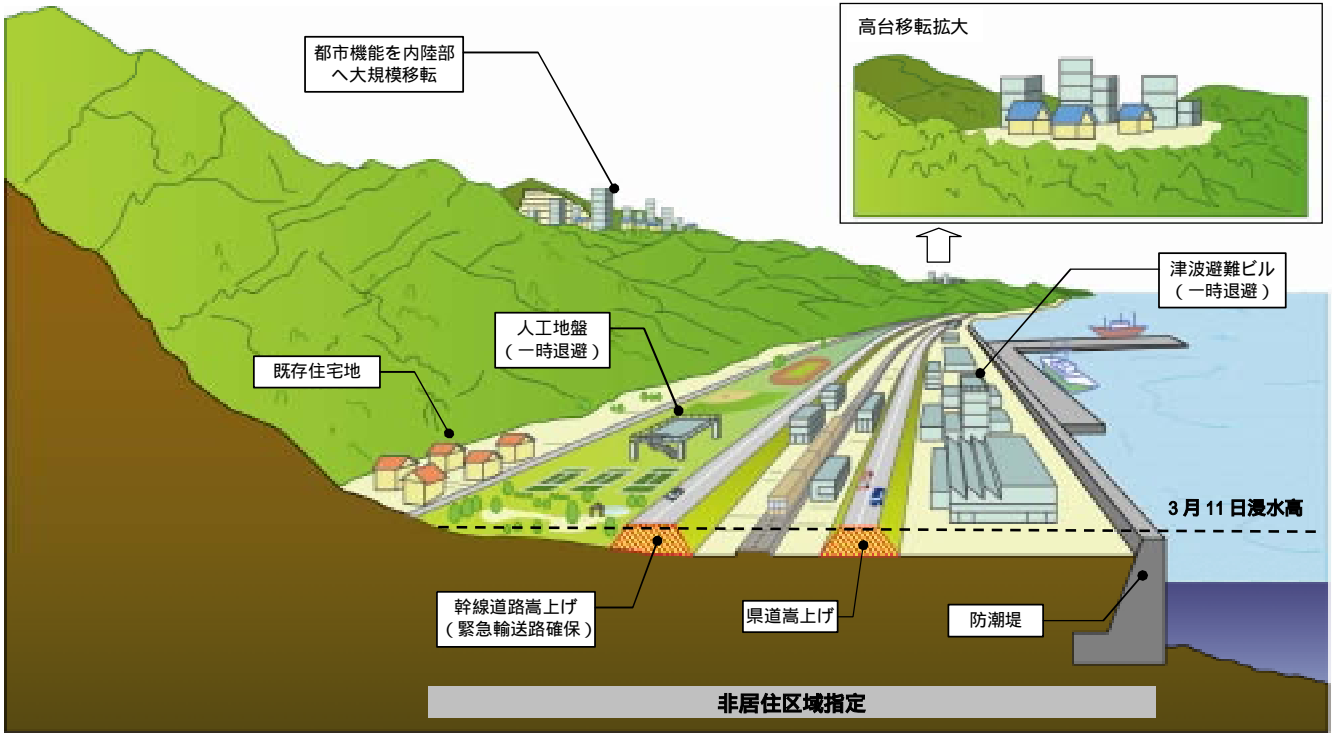 高台移転拡大
都市機能を内陸部
へ大規模移転
津波避難ビル
(一時退避)
人工地盤
(一時退避)
既存住宅地
3月11日浸水高
幹線道路嵩上げ
(緊急輸送路確保)
県道嵩上げ
防潮堤
非居住区域指定